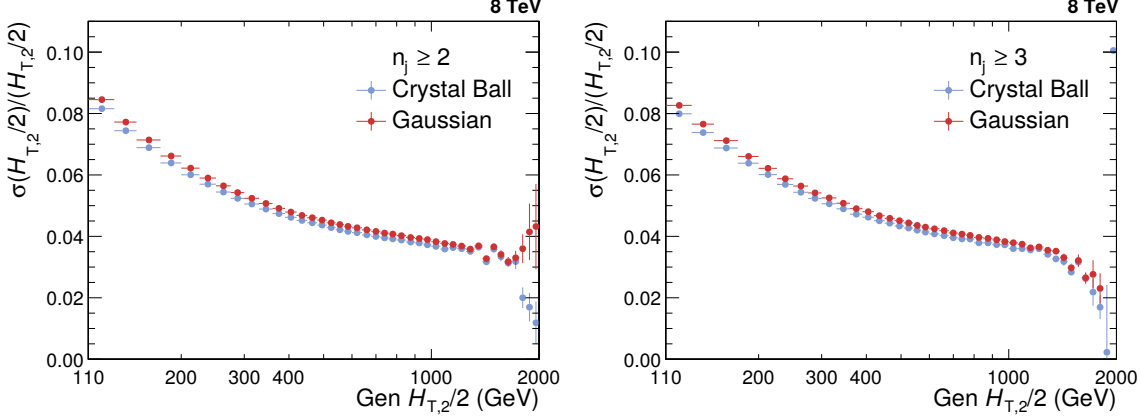 8 TeV
σ(H_T,2/2)/(H_T,2/2)
0.10
0.08
0.06
0.04
0.02
0.00
n_j ≥ 2
Crystal Ball
Gaussian
110 200 300 400 1000 2000
Gen H_T,2/2 (GeV)
8 TeV
σ(H_T,2/2)/(H_T,2/2)
0.10
0.08
0.06
0.04
0.02
0.00
n_j ≥ 3
Crystal Ball
Gaussian
110 200 300 400 1000 2000
Gen H_T,2/2 (GeV)